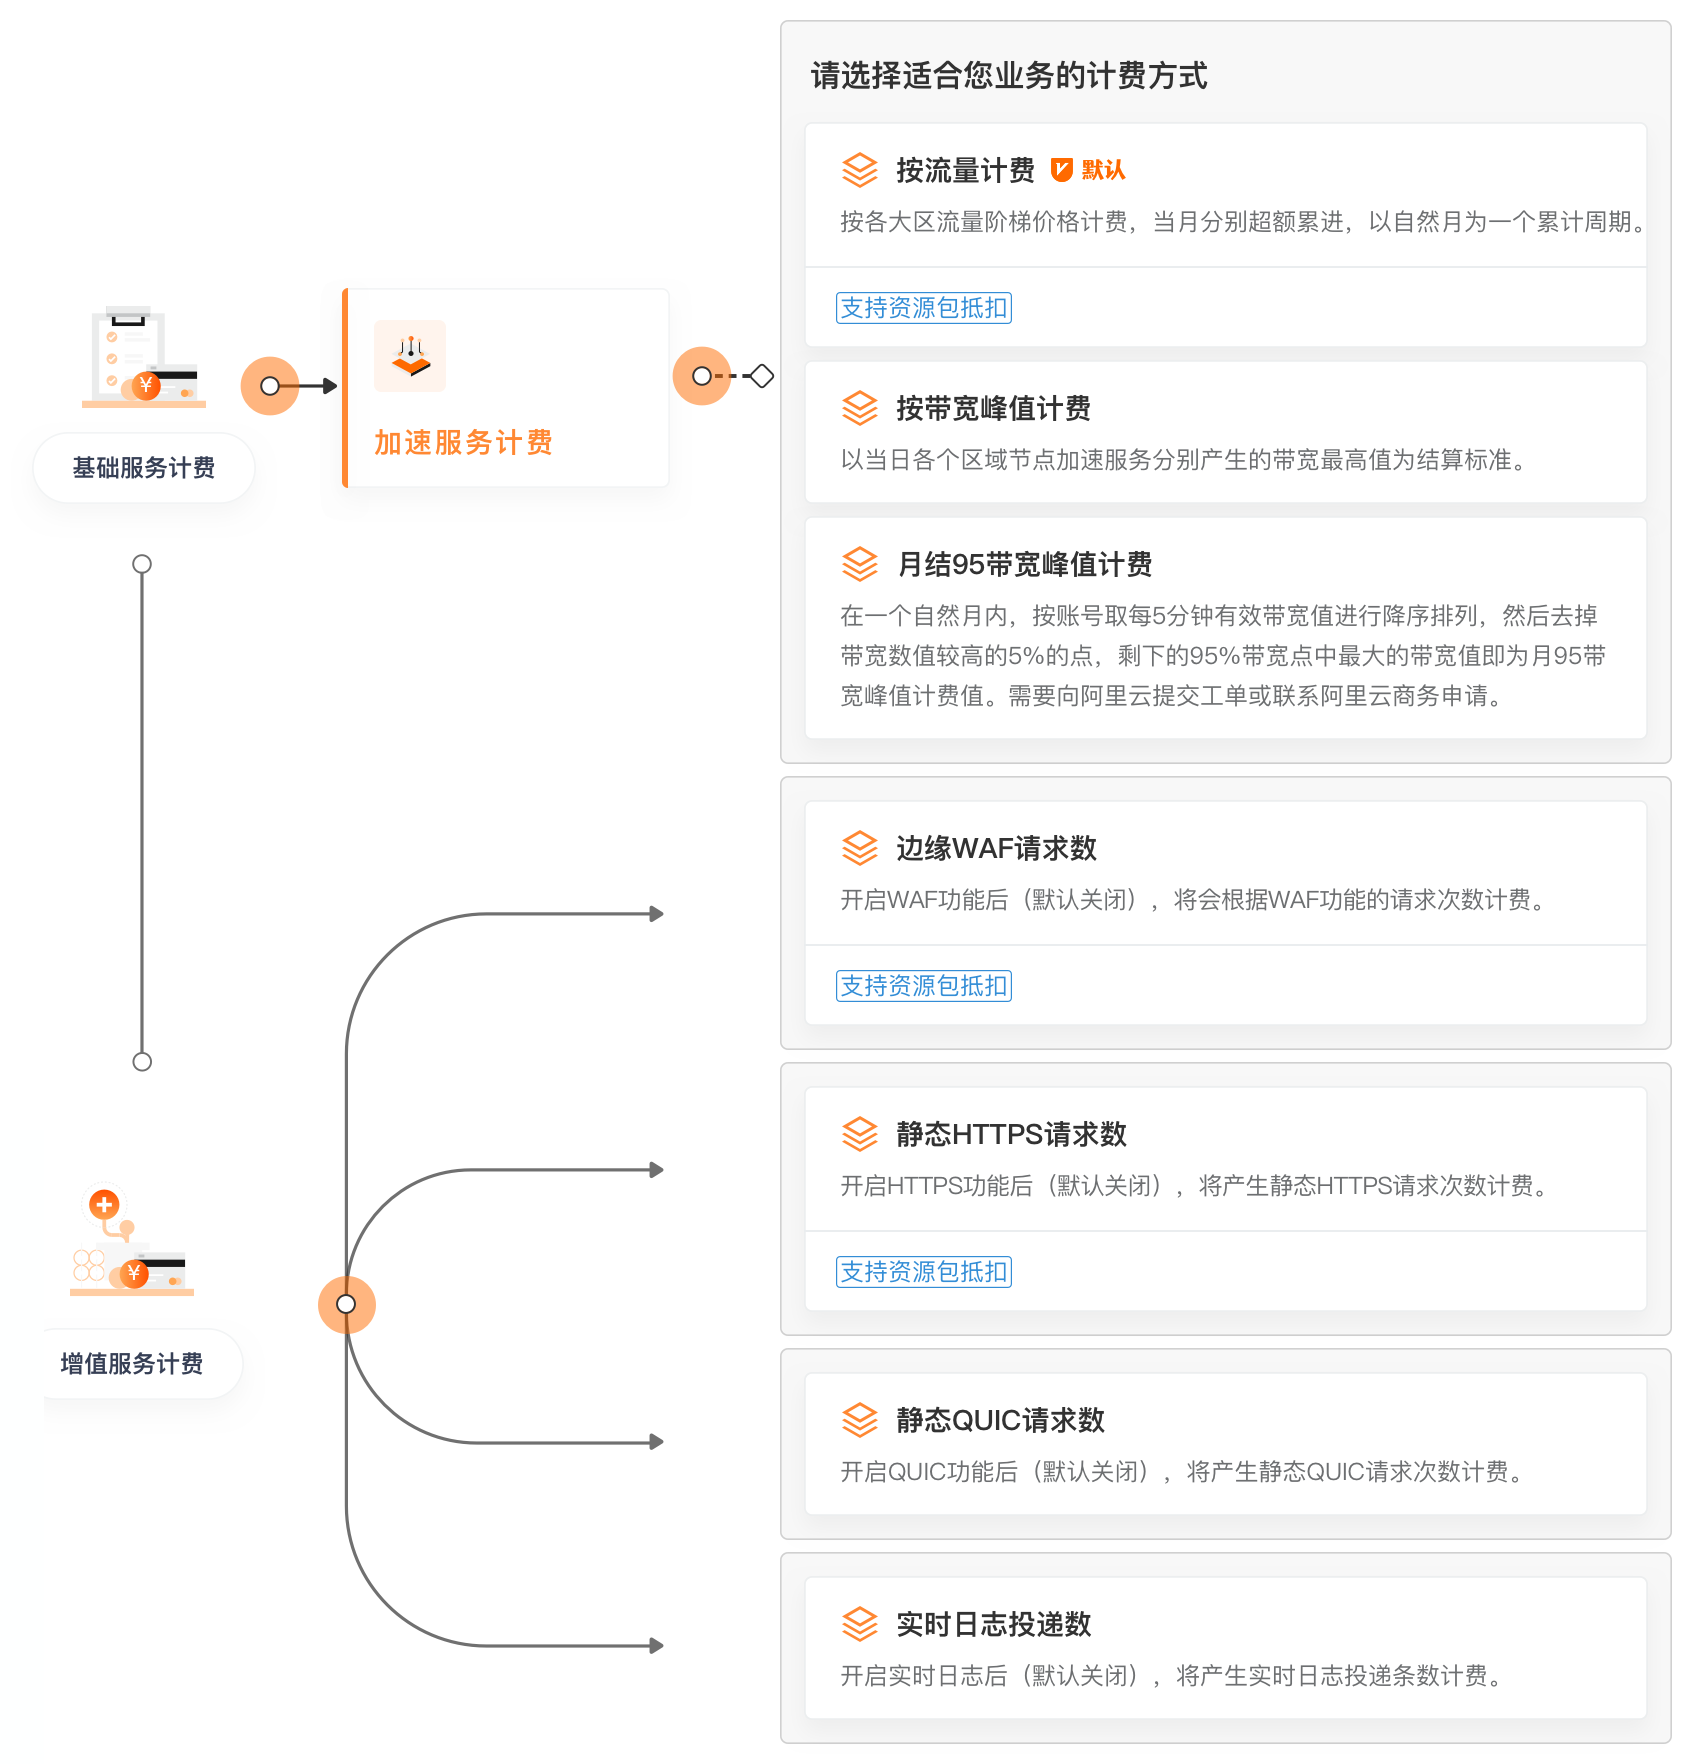 请选择适合您业务的计费方式
按流量计费 默认
按各大区流量阶梯价格计费，当月分别超额累进，以自然月为一个累计周期。
支持资源包抵扣
基础服务计费
加速服务计费
按带宽峰值计费
以当日各个区域节点加速服务分别产生的带宽最高值为结算标准。
月结95带宽峰值计费
在一个自然月内，按账号取每5分钟有效带宽值进行降序排列，然后去掉
带宽数值较高的5%的点，剩下的95%带宽点中最大的带宽值即为月95带
宽峰值计费值。需要向阿里云提交工单或联系阿里云商务申请。
边缘WAF请求数
开启WAF功能后（默认关闭），将会根据WAF功能的请求次数计费。
支持资源包抵扣
静态HTTPS请求数
开启HTTPS功能后（默认关闭），将产生静态HTTPS请求次数计费。
支持资源包抵扣
增值服务计费
静态QUIC请求数
开启QUIC功能后（默认关闭），将产生静态QUIC请求次数计费。
实时日志投递数
开启实时日志后（默认关闭），将产生实时日志投递条数计费。